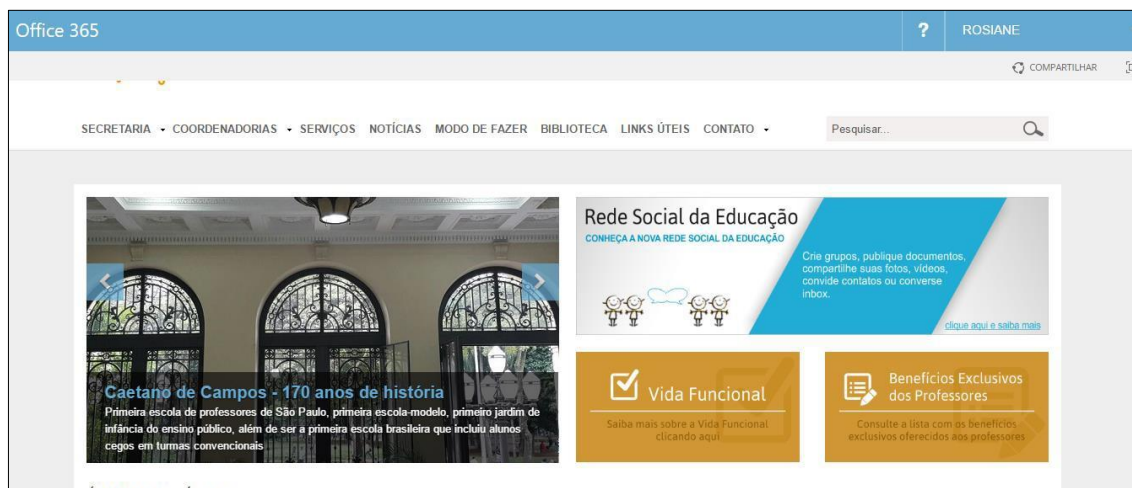 Office 365
?
ROSIANE
COMPARTILHAR
SECRETARIA COORDENADORIAS SERVIÇOS NOTÍCIAS MODO DE FAZER BIBLIOTECA LINKS ÚTEIS CONTATO
Pesquisar...
Caetano de Campos - 170 anos de história
Primeira escola de professores de São Paulo, primeira escola-modelo, primeiro jardim de
infância do ensino público, além de ser a primeira escola brasileira que incluiu alunos
cegos em turmas convencionais
Rede Social da Educação
CONHEÇA A NOVA REDE SOCIAL DA EDUCAÇÃO
Crie grupos, publique documentos,
compartilhe suas fotos, vídeos,
convide contatos ou converse
inbox.
clique aqui e saiba mais
Vida Funcional
Saiba mais sobre a Vida Funcional
clicando aqui
Benefícios Exclusivos
dos Professores
Consulte a lista com os benefícios
exclusivos oferecidos aos professores